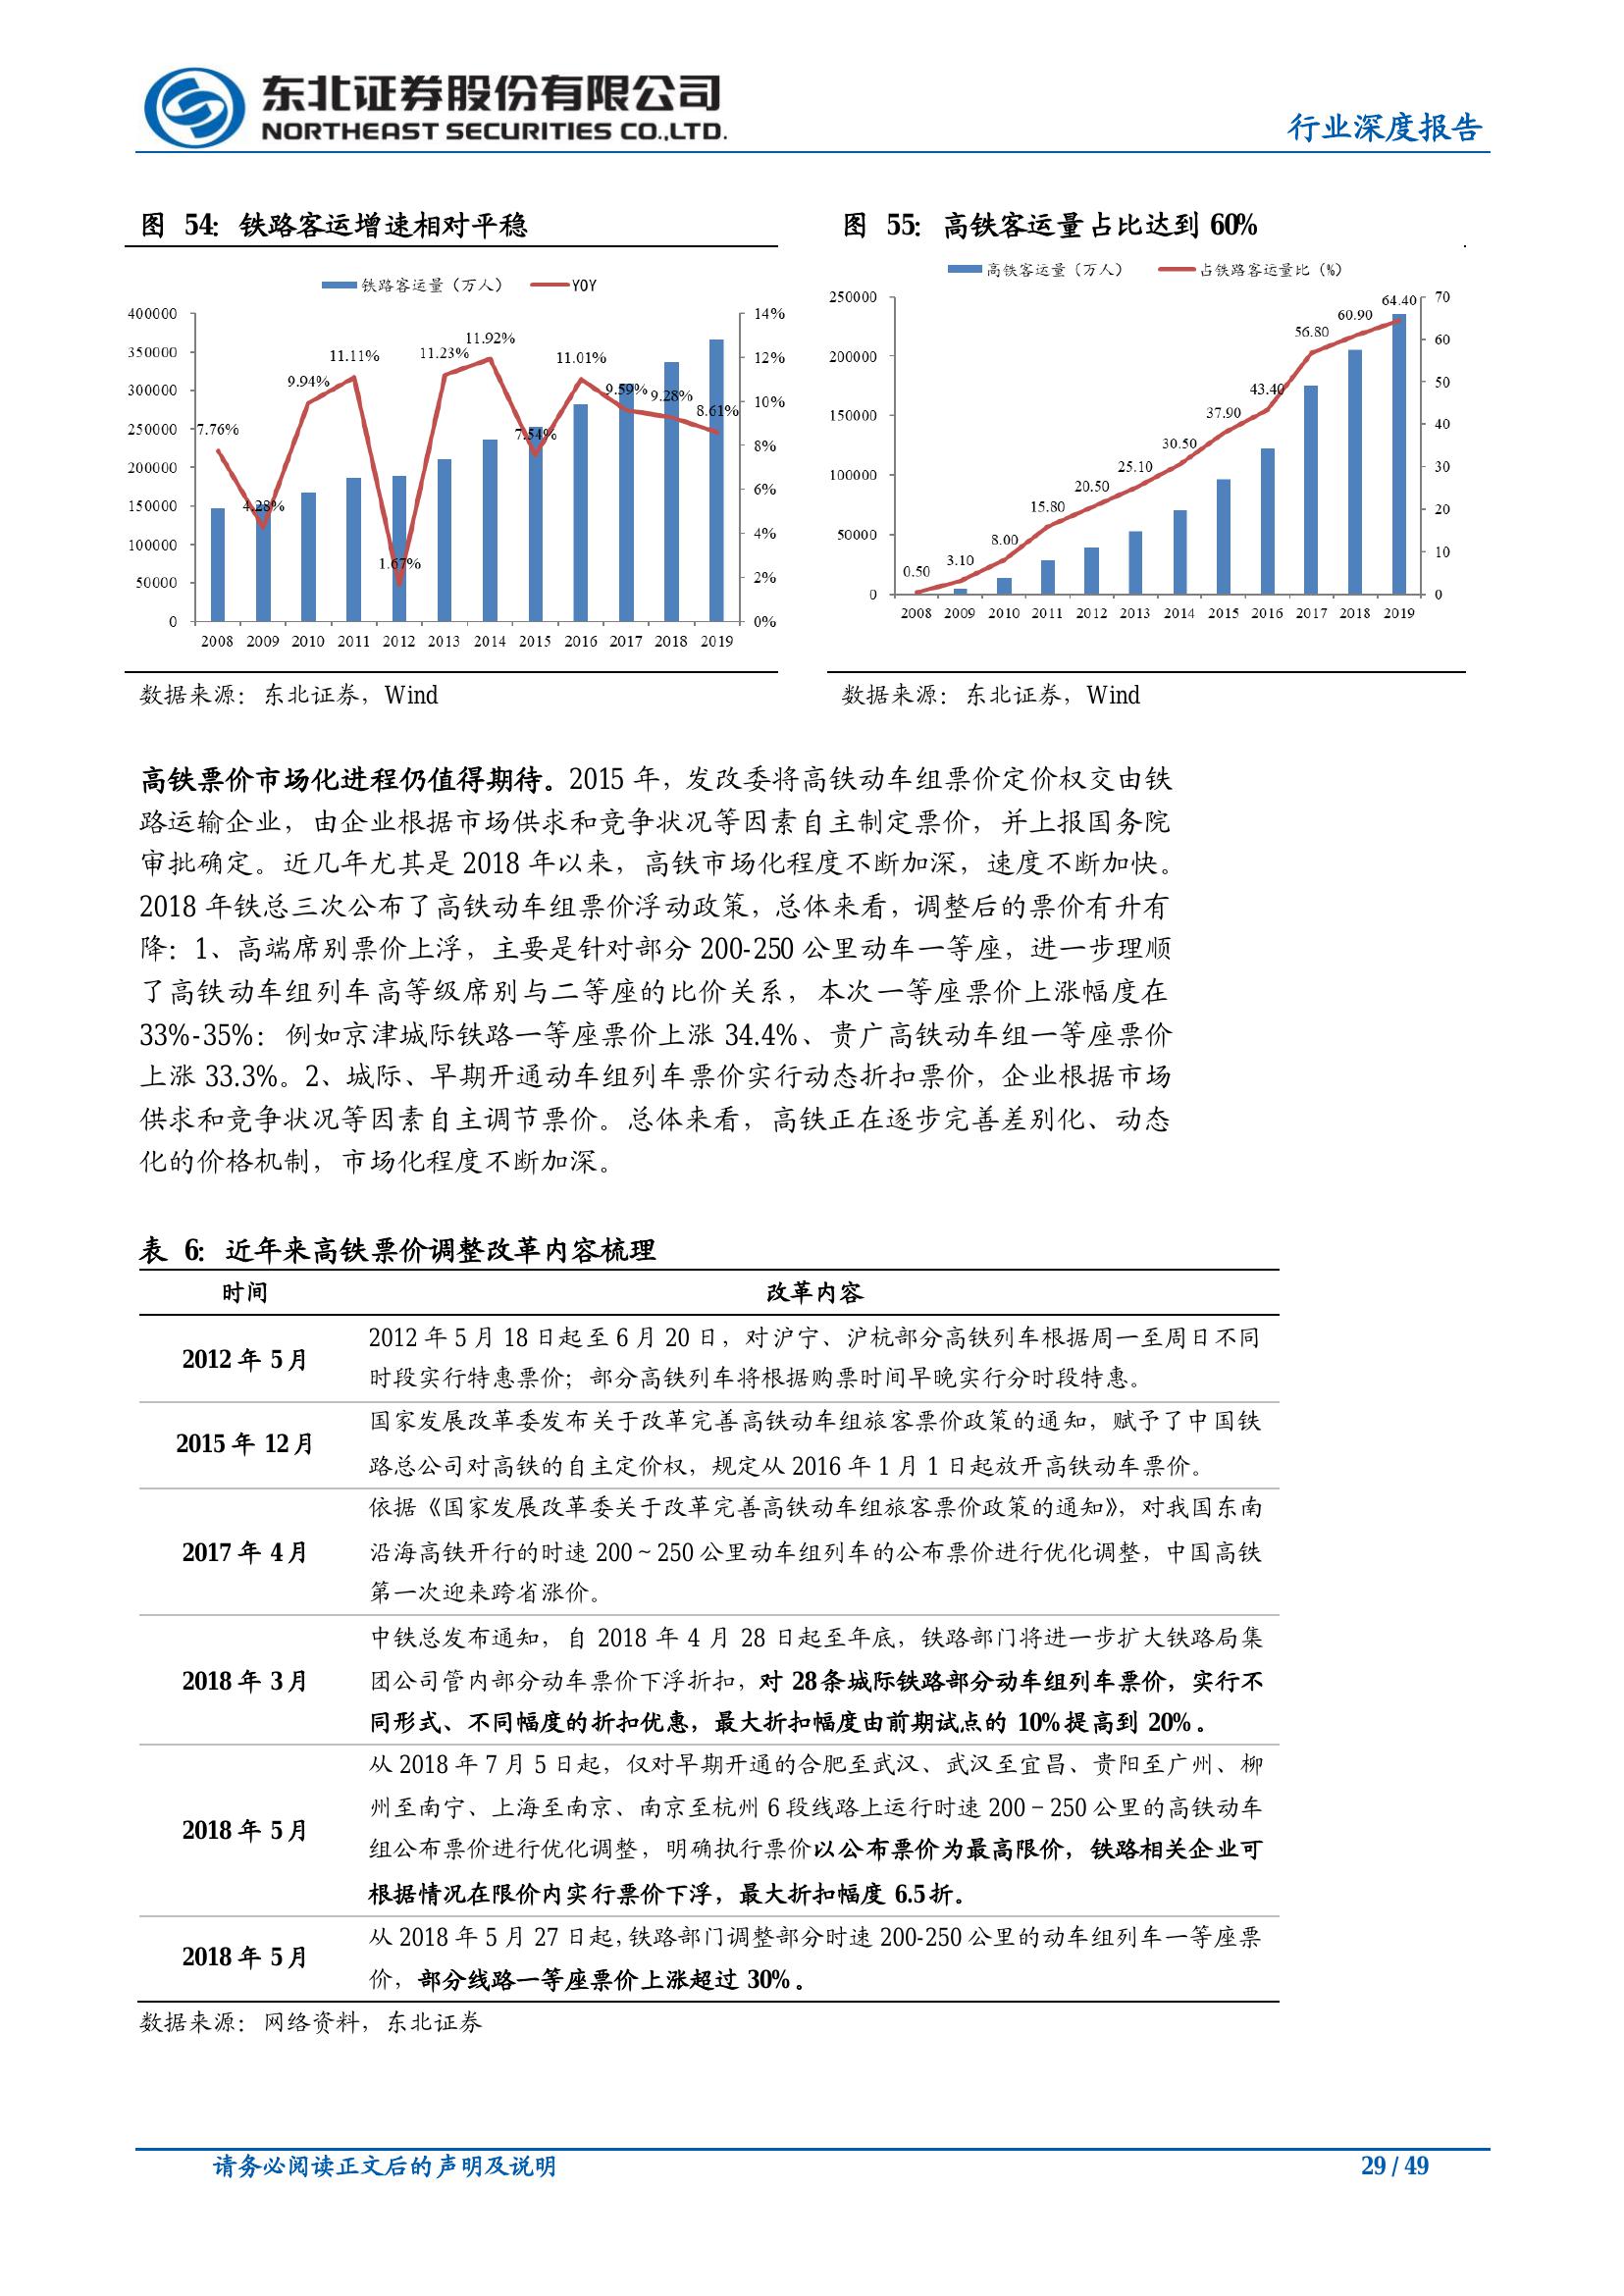 东北证券股份有限公司
NORTHEAST SECURITIES CO.,LTD.
行业深度报告
图 54：铁路客运增速相对平稳
铁路客运量（万人） YOY
400000
350000
300000
250000
200000
150000
100000
50000
0
14%
12%
10%
8%
6%
4%
2%
0%
7.76%
4.28%
9.94%
11.11%
1.67%
11.23%
11.92%
7.54%
11.01%
9.59%
9.28%
8.61%
2008 2009 2010 2011 2012 2013 2014 2015 2016 2017 2018 2019
数据来源：东北证券，Wind
图 55：高铁客运量占比达到 60%
高铁客运量（万人） 占铁路客运量比（%）
250000
200000
150000
100000
50000
0
70
60
50
40
30
20
10
0
0.50
3.10
8.00
15.80
20.50
25.10
30.50
37.90
43.40
56.80
60.90
64.40
2008 2009 2010 2011 2012 2013 2014 2015 2016 2017 2018 2019
数据来源：东北证券，Wind
高铁票价市场化进程仍值得期待。2015 年，发改委将高铁动车组票价定价权交由铁
路运输企业，由企业根据市场供求和竞争状况等因素自主制定票价，并上报国务院
审批确定。近几年尤其是 2018 年以来，高铁市场化程度不断加深，速度不断加快。
2018 年铁总三次公布了高铁动车组票价浮动政策，总体来看，调整后的票价有升有
降：1、高端席别票价上浮，主要是针对部分 200-250 公里动车一等座，进一步理顺
了高铁动车组列车高等级席别与二等座的比价关系，本次一等座票价上涨幅度在
33%-35%：例如京津城际铁路一等座票价上涨 34.4%、贵广高铁动车组一等座票价
上涨 33.3%。2、城际、早期开通动车组列车票价实行动态折扣票价，企业根据市场
供求和竞争状况等因素自主调节票价。总体来看，高铁正在逐步完善差别化、动态
化的价格机制，市场化程度不断加深。
表 6：近年来高铁票价调整改革内容梳理
时间 改革内容
2012 年 5 月
2012 年 5 月 18 日起至 6 月 20 日，对沪宁、沪杭部分高铁列车根据周一至周日不同
时段实行特惠票价；部分高铁列车将根据购票时间早晚实行分时段特惠。
2015 年 12 月
国家发展改革委发布关于改革完善高铁动车组旅客票价政策的通知，赋予了中国铁
路总公司对高铁的自主定价权，规定从 2016 年 1 月 1 日起放开高铁动车票价。
2017 年 4 月
依据《国家发展改革委关于改革完善高铁动车组旅客票价政策的通知》，对我国东南
沿海高铁开行的时速 200～250 公里动车组列车的公布票价进行优化调整，中国高铁
第一次迎来跨省涨价。
2018 年 3 月
中铁总发布通知，自 2018 年 4 月 28 日起至年底，铁路部门将进一步扩大铁路局集
团公司管内部分动车票价下浮折扣，对 28 条城际铁路部分动车组列车票价，实行不
同形式、不同幅度的折扣优惠，最大折扣幅度由前期试点的 10%提高到 20%。
2018 年 5 月
从 2018 年 7 月 5 日起，仅对早期开通的合肥至武汉、武汉至宜昌、贵阳至广州、柳
州至南宁、上海至南京、南京至杭州 6 段线路上运行时速 200－250 公里的高铁动车
组公布票价进行优化调整，明确执行票价以公布票价为最高限价，铁路相关企业可
根据情况在限价内实行票价下浮，最大折扣幅度 6.5 折。
2018 年 5 月
从 2018 年 5 月 27 日起，铁路部门调整部分时速 200-250 公里的动车组列车一等座票
价，部分线路一等座票价上涨超过 30%。
数据来源：网络资料，东北证券
请务必阅读正文后的声明及说明
29 / 49